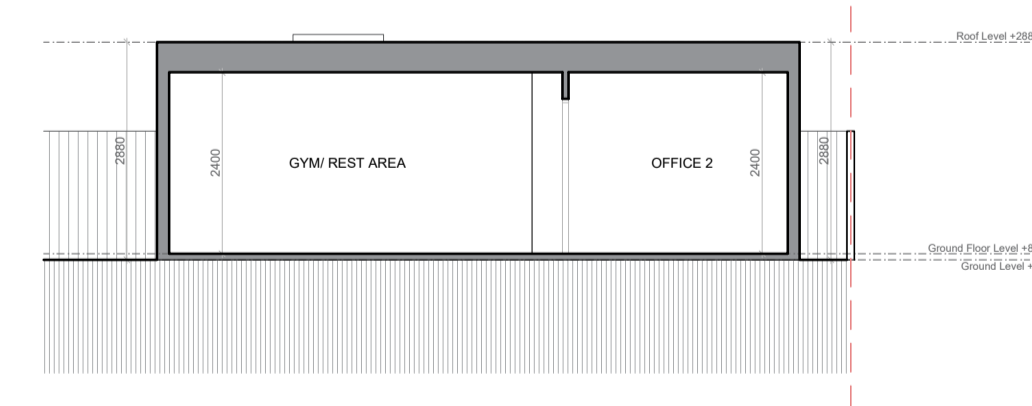 Roof Level +288
2880
2400
GYM/ REST AREA
OFFICE 2
2400
2880
Ground Floor Level +8
Ground Level +